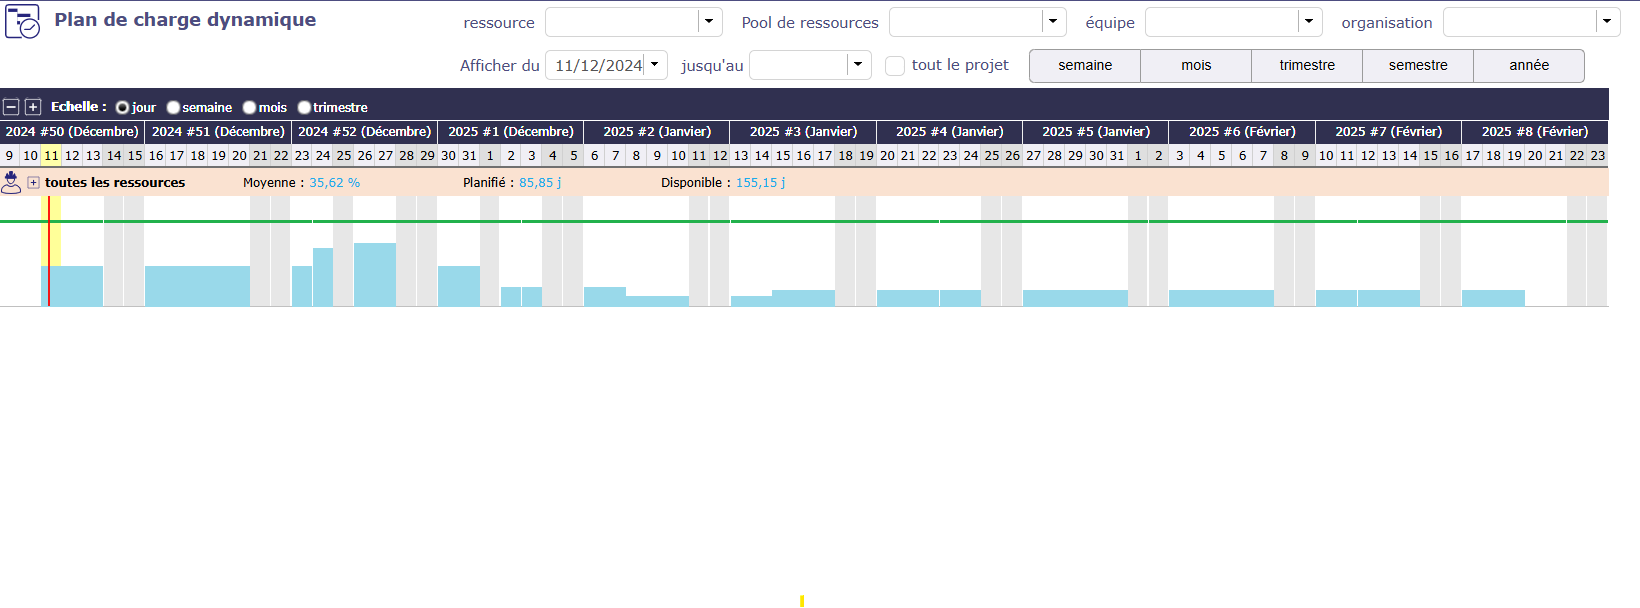 Plan de charge dynamique
ressource Pool de ressources équipe organisation
Afficher du 11/12/2024 jusqu'au tout le projet semaine mois trimestre semestre année
Echelle : jour semaine mois trimestre
2024 #50 (Décembre) 2024 #51 (Décembre) 2024 #52 (Décembre) 2025 #1 (Décembre) 2025 #2 (Janvier) 2025 #3 (Janvier) 2025 #4 (Janvier) 2025 #5 (Janvier) 2025 #6 (Février) 2025 #7 (Février) 2025 #8 (Février)
9 10 11 12 13 14 15 16 17 18 19 20 21 22 23 24 25 26 27 28 29 30 31 1 2 3 4 5 6 7 8 9 10 11 12 13 14 15 16 17 18 19 20 21 22 23 24 25 26 27 28 29 30 31 1 2 3 4 5 6 7 8 9 10 11 12 13 14 15 16 17 18 19 20 21 22 23
toutes les ressources Moyenne : 35,62 % Planifié : 85,85 j Disponible : 155,15 j